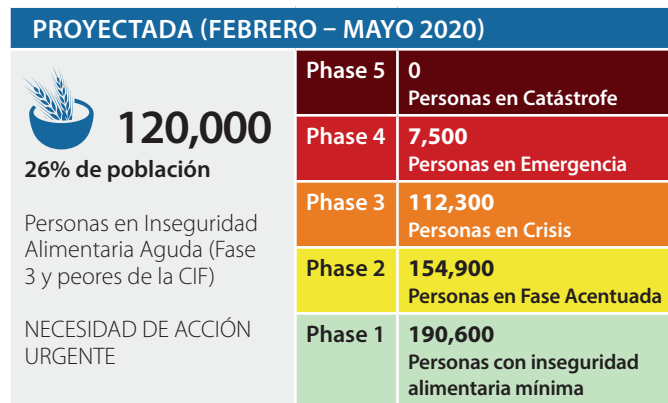 PROYECTADA (FEBRERO – MAYO 2020)
120,000
26% de población
Personas en Inseguridad
Alimentaria Aguda (Fase
3 y peores de la CIF)
NECESIDAD DE ACCIÓN
URGENTE
Phase 5
0
Personas en Catástrofe
Phase 4
7,500
Personas en Emergencia
Phase 3
112,300
Personas en Crisis
Phase 2
154,900
Personas en Fase Acentuada
Phase 1
190,600
Personas con inseguridad
alimentaria mínima